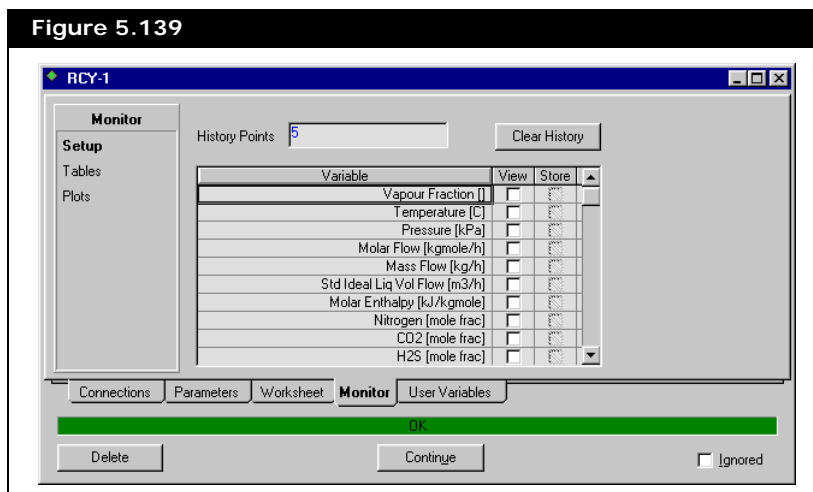 Figure 5.139
RCY-1
Monitor
Setup
Tables
Plots
History Points 5 Clear History
Variable View Store
Vapour Fraction []
Temperature [C]
Pressure [kPa]
Molar Flow [kgmole/h]
Mass Flow [kg/h]
Std Ideal Liq Vol Flow [m3/h]
Molar Enthalpy [kJ/kgmole]
Nitrogen [mole frac]
CO2 [mole frac]
H2S [mole frac]
Connections Parameters Worksheet Monitor User Variables
OK
Delete Continue Ignored